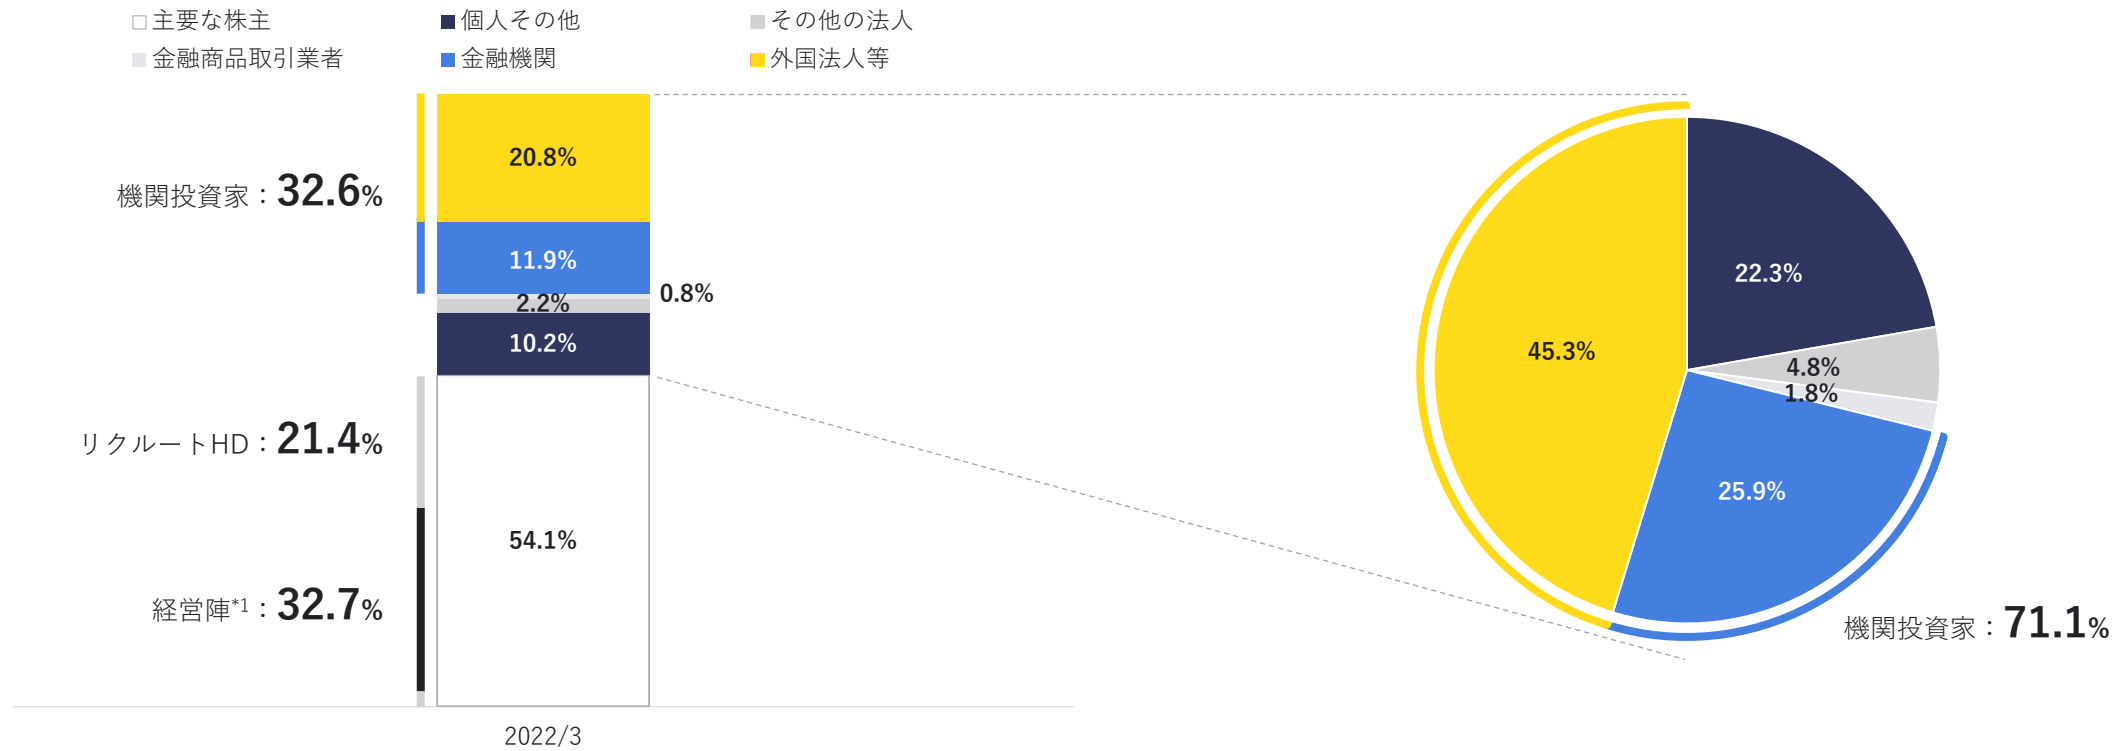 主要な株主 個人その他 その他の法人
金融商品取引業者 金融機関 外国法人等
機関投資家：32.6%
リクルートHD：21.4%
経営陣*1：32.7%
20.8%
11.9%
2.2%
0.8%
10.2%
54.1%
2022/3
22.3%
4.8%
1.8%
25.9%
45.3%
機関投資家：71.1%